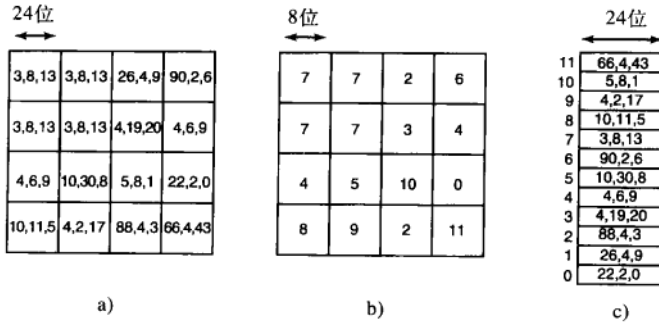 24位
3,8,13 3,8,13 26,4,9 90,2,6
3,8,13 3,8,13 4,19,20 4,6,9
4,6,9 10,30,8 5,8,1 22,2,0
10,11,5 4,2,17 88,4,3 66,4,43
a)
8位
7 7 2 6
7 7 3 4
4 5 10 0
8 9 2 11
b)
24位
11 66,4,43
10 5,8,1
9 4,2,17
8 10,11,5
7 3,8,13
6 90,2,6
5 10,30,8
4 4,6,9
3 4,19,20
2 88,4,3
1 26,4,9
0 22,2,0
c)